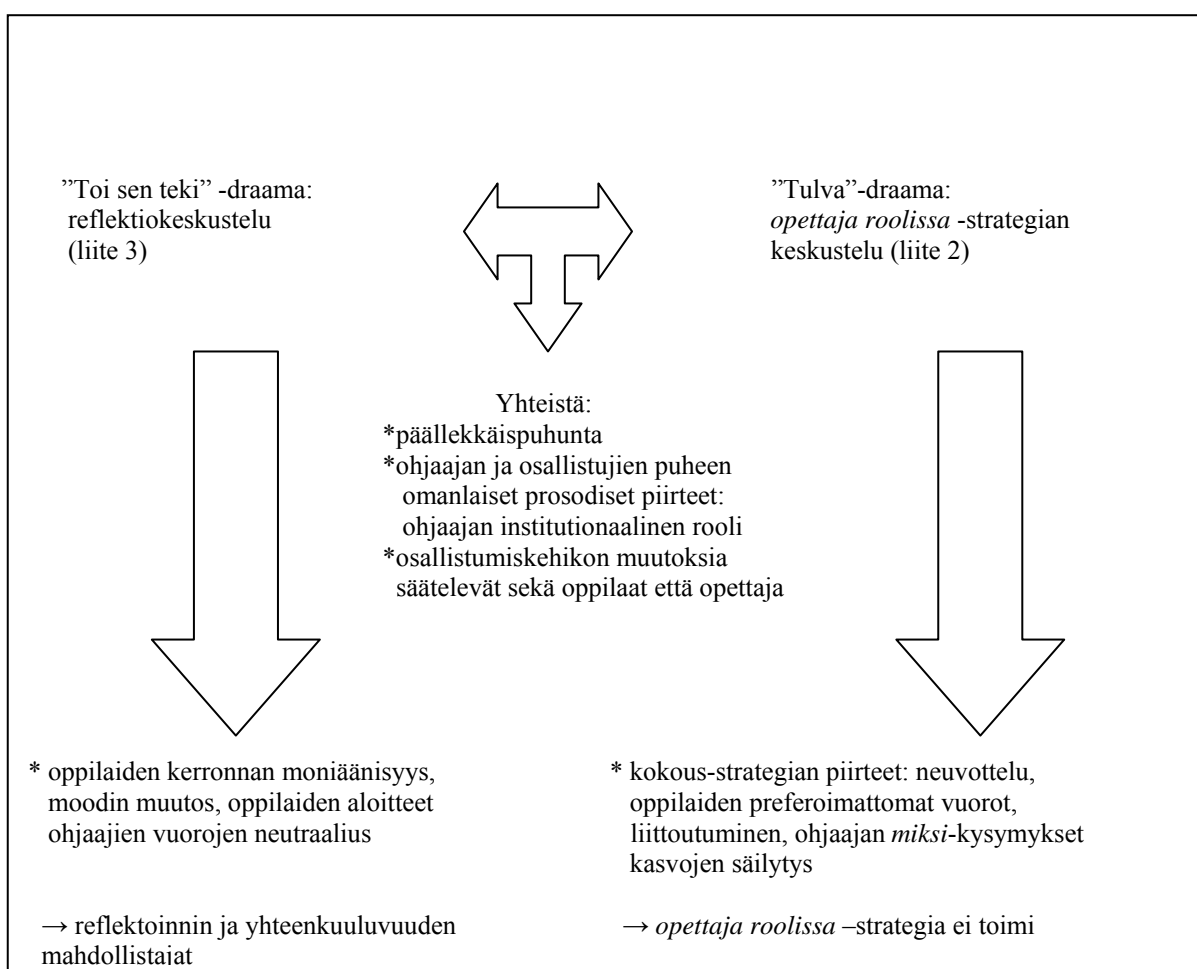 ”Toi sen teki” -draama:
reflektiokeskustelu
(liite 3)
”Tulva”-draama:
opettaja roolissa -strategian
keskustelu (liite 2)
Yhteistä:
*päällekkäispuhunta
*ohjaajan ja osallistujien puheen
omanlaiset prosodiset piirteet:
ohjaajan institutionaalinen rooli
*osallistumiskehikon muutoksia
säätelevät sekä oppilaat että opettaja
* oppilaiden kerronnan moniäänisyys,
moodin muutos, oppilaiden aloitteet
ohjaajien vuorojen neutraalius
→ reflektoinnin ja yhteenkuuluvuuden
mahdollistajat
* kokous-strategian piirteet: neuvottelu,
oppilaiden preferoimattomat vuorot,
liittoutuminen, ohjaajan miksi-kysymykset
kasvojen säilytys
→ opettaja roolissa –strategia ei toimi